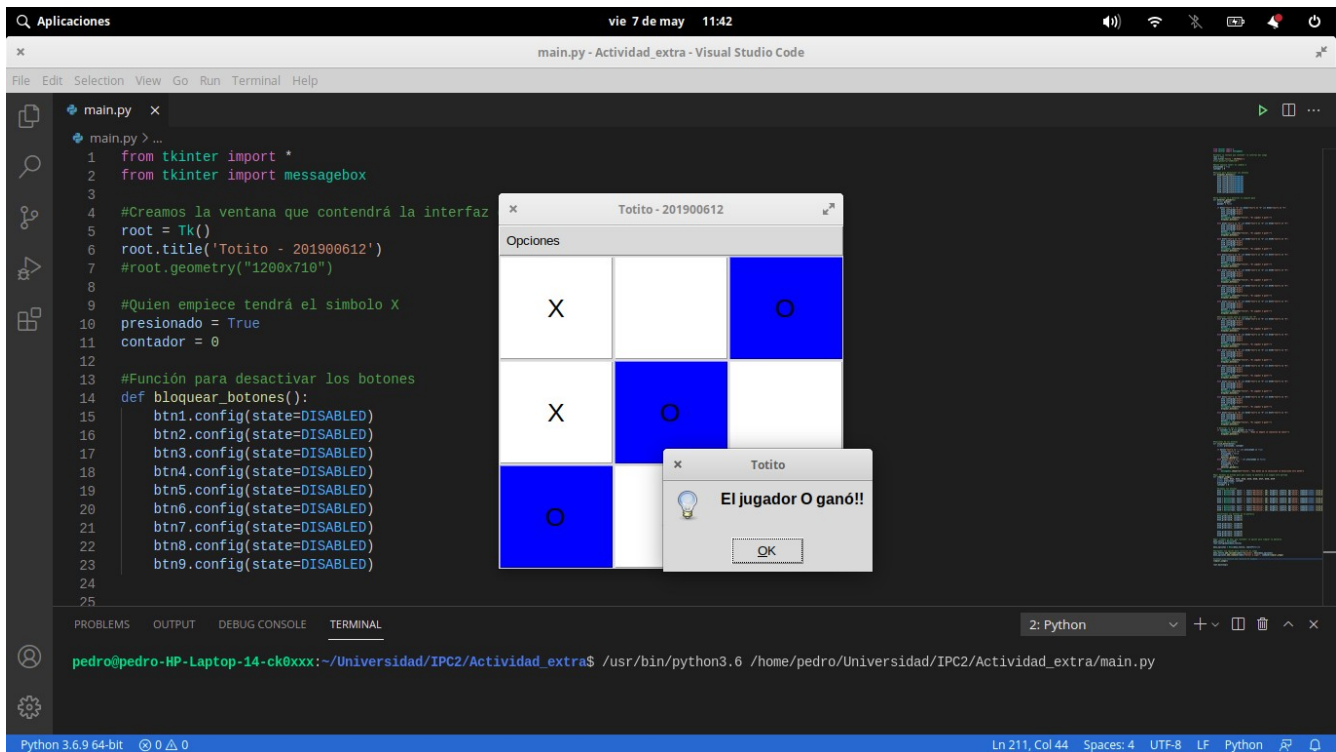 Aplicaciones vie 7 de may 11:42
main.py - Actividad_extra - Visual Studio Code
File Edit Selection View Go Run Terminal Help
main.py
main.py > ...
1 from tkinter import *
2 from tkinter import messagebox
3
4 #Creamos la ventana que contendrá la interfaz
5 root = Tk()
6 root.title('Totito - 201900612')
7 #root.geometry("1200x710")
8
9 #Quien empiece tendrá el simbolo X
10 presionado = True
11 contador = 0
12
13 #Función para desactivar los botones
14 def bloquear_botones():
15 btn1.config(state=DISABLED)
16 btn2.config(state=DISABLED)
17 btn3.config(state=DISABLED)
18 btn4.config(state=DISABLED)
19 btn5.config(state=DISABLED)
20 btn6.config(state=DISABLED)
21 btn7.config(state=DISABLED)
22 btn8.config(state=DISABLED)
23 btn9.config(state=DISABLED)
24
25
Totito - 201900612
Opciones
X O
X O
O
Totito
El jugador O ganó!!
OK
PROBLEMS OUTPUT DEBUG CONSOLE TERMINAL 2: Python
pedro@pedro-HP-Laptop-14-ck0xxx:~/Universidad/IPC2/Actividad_extra$ /usr/bin/python3.6 /home/pedro/Universidad/IPC2/Actividad_extra/main.py
Python 3.6.9 64-bit 0 0 Ln 211, Col 44 Spaces: 4 UTF-8 LF Python